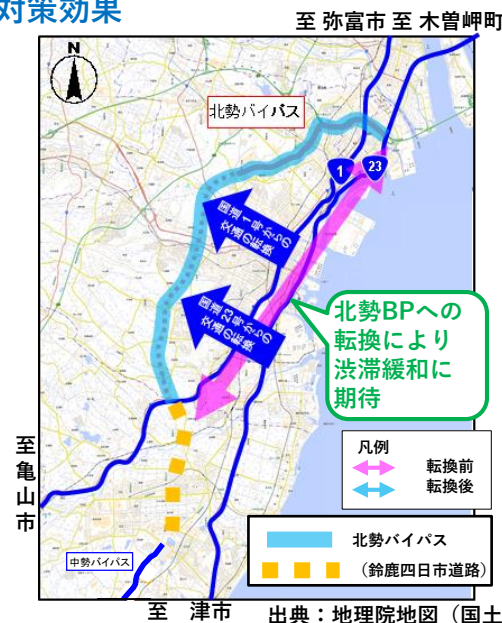 対策効果
至 弥富市 至 木曽岬町
N
北勢バイパス
1
23
国道1号からの
交通の転換
国道23号からの
交通の転換
北勢BPへの
転換により
渋滞緩和に
期待
凡例
転換前
転換後
至
亀
山
市
北勢バイパス
(鈴鹿四日市道路)
中勢バイパス
至 津市
出典:地理院地図(国土